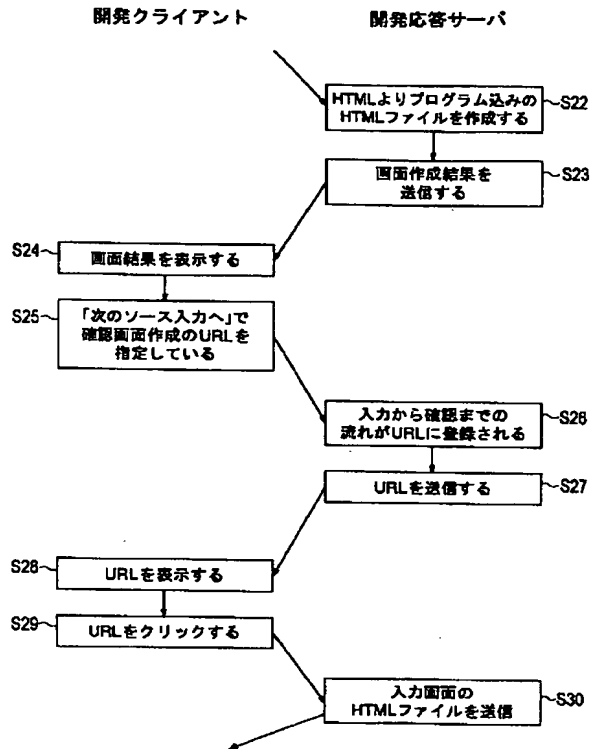 開発クライアント
開発応答サーバ
HTMLよりプログラム込みの
HTMLファイルを作成する
S22
画面作成結果を
送信する
S23
S24
画面結果を表示する
S25
「次のソース入力へ」で
確認画面作成のURLを
指定している
入力から確認までの
流れがURLに登録される
S26
URLを送信する
S27
S28
URLを表示する
S29
URLをクリックする
入力画面の
HTMLファイルを送信
S30